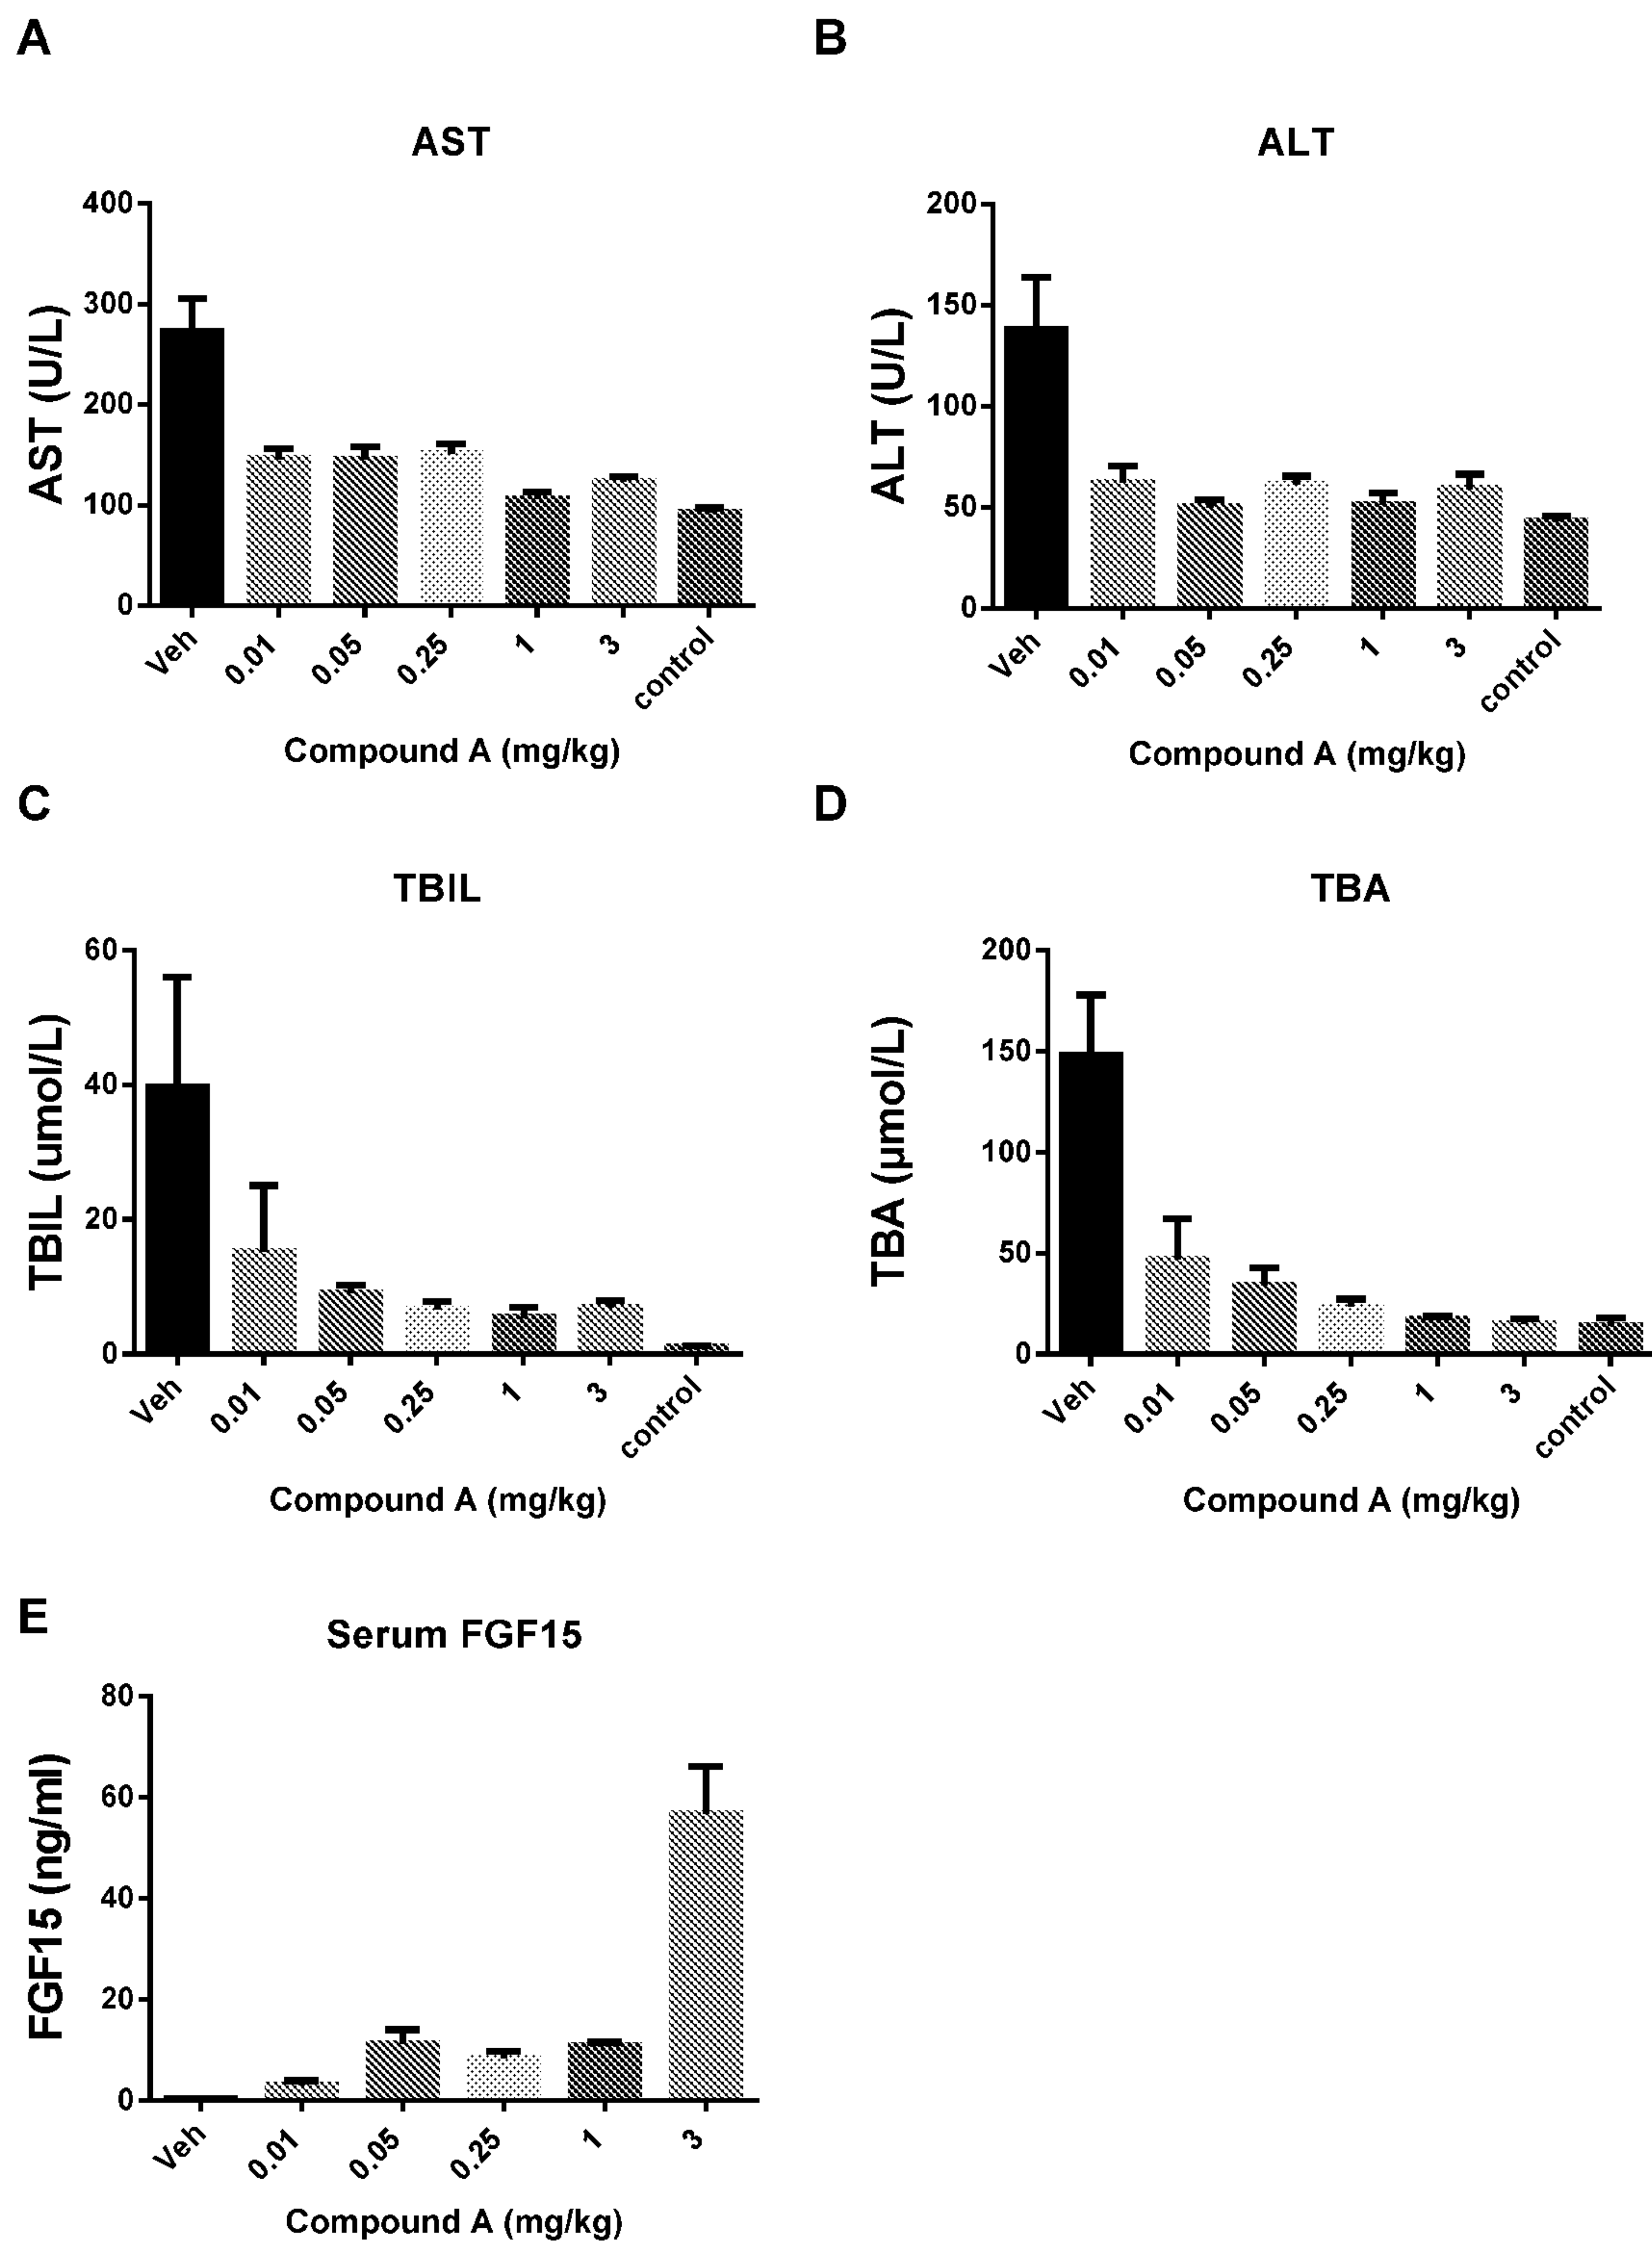 A
AST
AST (U/L)
400
300
200
100
0
Veh
0.01
0.05
0.25
1
3
control
Compound A (mg/kg)
B
ALT
ALT (U/L)
200
150
100
50
0
Veh
0.01
0.05
0.25
1
3
control
Compound A (mg/kg)
C
TBIL
TBIL (umol/L)
60
40
20
0
Veh
0.01
0.05
0.25
1
3
control
Compound A (mg/kg)
D
TBA
TBA (µmol/L)
200
150
100
50
0
Veh
0.01
0.05
0.25
1
3
control
Compound A (mg/kg)
E
Serum FGF15
FGF15 (ng/ml)
80
60
40
20
0
Veh
0.01
0.05
0.25
1
3
Compound A (mg/kg)